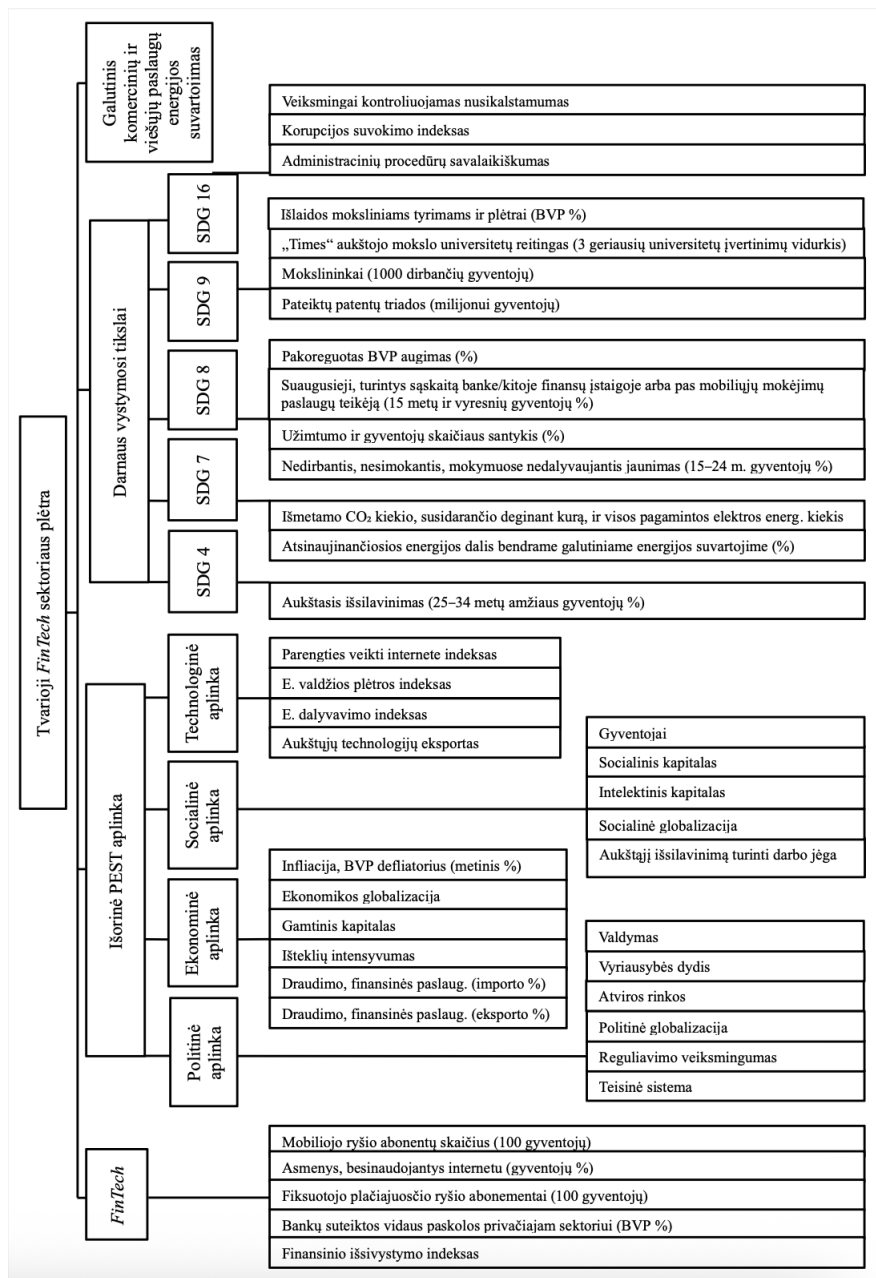 Tvarioji FinTech sektoriaus plėtra
Galutinis
komercinių ir
viešųjų paslaugų
energijos
suvartojimas
Darnaus vystymosi tikslai
SDG 16
Veiksmingai kontroliuojamas nusikalstamumas
Korupcijos suvokimo indeksas
Administracinių procedūrų savalaikiškumas
SDG 9
Išlaidos moksliniams tyrimams ir plėtrai (BVP %)
„Times“ aukštojo mokslo universitetų reitingas (3 geriausių universitetų įvertinimų vidurkis)
Mokslininkai (1000 dirbančių gyventojų)
Pateiktų patentų triados (milijonui gyventojų)
SDG 8
Pakoreguotas BVP augimas (%)
Suaugusieji, turintys sąskaitą banke/kitoje finansų įstaigoje arba pas mobiliųjų mokėjimų
paslaugų teikėją (15 metų ir vyresnių gyventojų %)
Užimtumo ir gyventojų skaičiaus santykis (%)
Nedirbantis, nesimokantis, mokymuose nedalyvaujantis jaunimas (15–24 m. gyventojų %)
SDG 7
Išmetamo CO₂ kiekio, susidarančio deginant kurą, ir visos pagamintos elektros energ. kiekis
Atsinaujinančiosios energijos dalis bendrame galutiniame energijos suvartojime (%)
SDG 4
Aukštasis išsilavinimas (25–34 metų amžiaus gyventojų %)
Išorinė PEST aplinka
Technologinė
aplinka
Parengties veikti internete indeksas
E. valdžios plėtros indeksas
E. dalyvavimo indeksas
Aukštųjų technologijų eksportas
Socialinė
aplinka
Gyventojai
Socialinis kapitalas
Intelektinis kapitalas
Socialinė globalizacija
Aukštąjį išsilavinimą turinti darbo jėga
Ekonominė
aplinka
Infliacija, BVP defliatorius (metinis %)
Ekonomikos globalizacija
Gamtinis kapitalas
Išteklių intensyvumas
Draudimo, finansinės paslaug. (importo %)
Draudimo, finansinės paslaug. (eksporto %)
Politinė
aplinka
Valdymas
Vyriausybės dydis
Atviros rinkos
Politinė globalizacija
Reguliavimo veiksmingumas
Teisinė sistema
FinTech
Mobiliojo ryšio abonentų skaičius (100 gyventojų)
Asmenys, besinaudojantys internetu (gyventojų %)
Fiksuotojo plačiajuosčio ryšio abonementai (100 gyventojų)
Bankų suteiktos vidaus paskolos privačiajam sektoriui (BVP %)
Finansinio išsivystymo indeksas